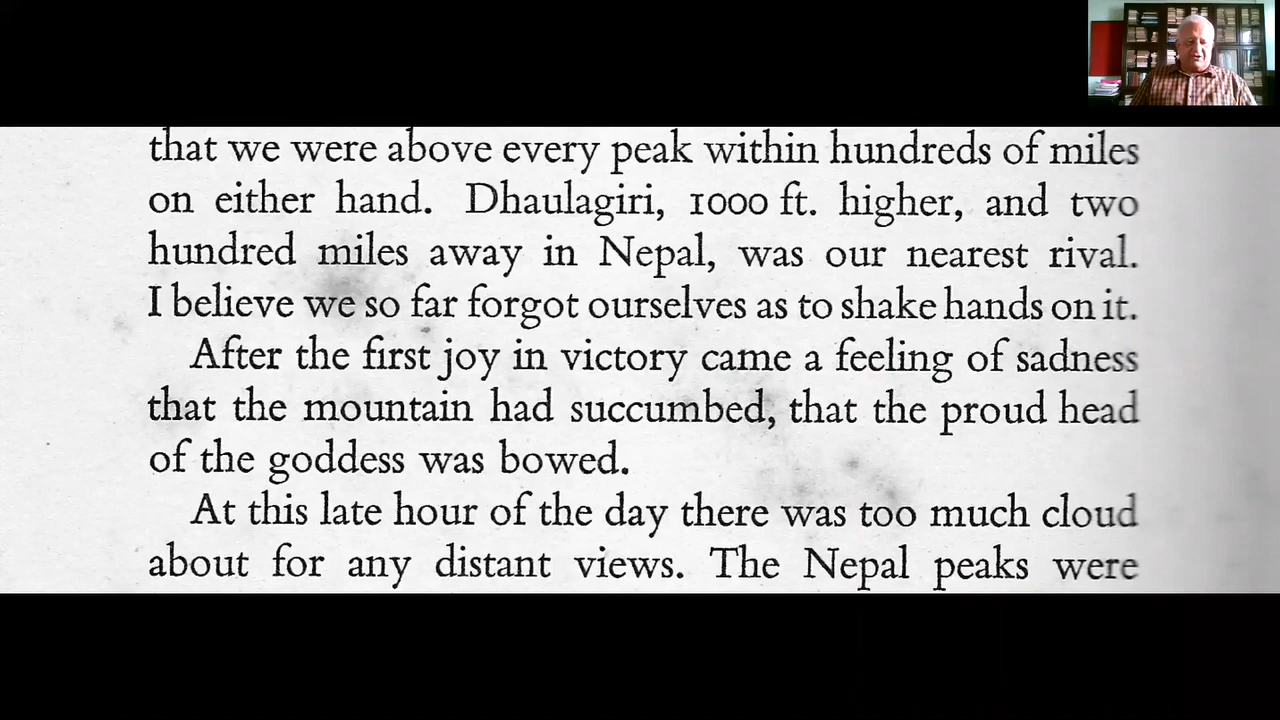 that we were above every peak within hundreds of miles
on either hand. Dhaulagiri, 1000 ft. higher, and two
hundred miles away in Nepal, was our nearest rival.
I believe we so far forgot ourselves as to shake hands on it.
After the first joy in victory came a feeling of sadness
that the mountain had succumbed, that the proud head
of the goddess was bowed.
At this late hour of the day there was too much cloud
about for any distant views. The Nepal peaks were